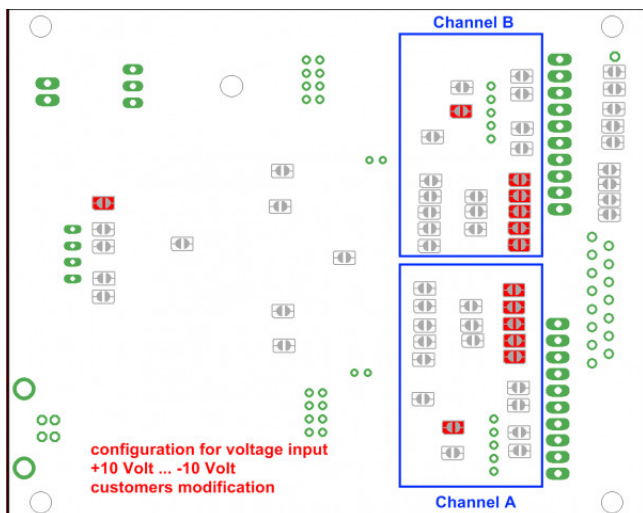 Channel B
configuration for voltage input
+10 Volt ... -10 Volt
customers modification
Channel A